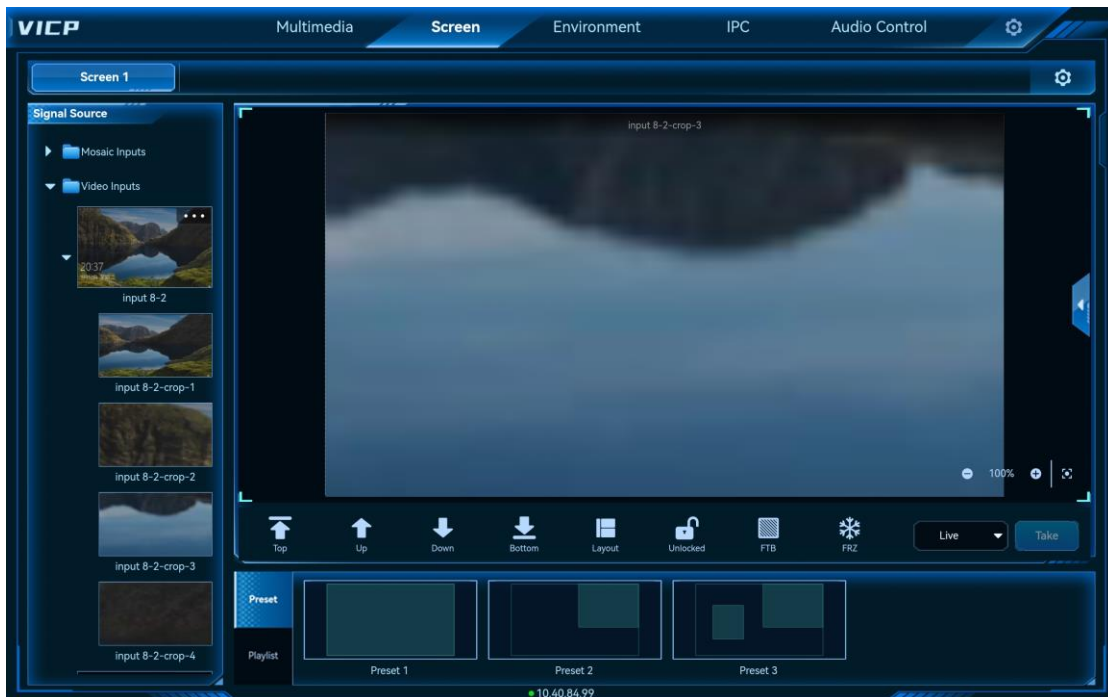 VICP
Multimedia Screen Environment IPC Audio Control
Screen 1
Signal Source
Mosaic Inputs
Video Inputs
20:37
input 8-2
input 8-2-crop-1
input 8-2-crop-2
input 8-2-crop-3
input 8-2-crop-4
input 8-2-crop-3
100%
Top Up Down Bottom Layout Unlocked FTB FRZ Live Take
Preset
Playlist
Preset 1 Preset 2 Preset 3
10.40.84.99